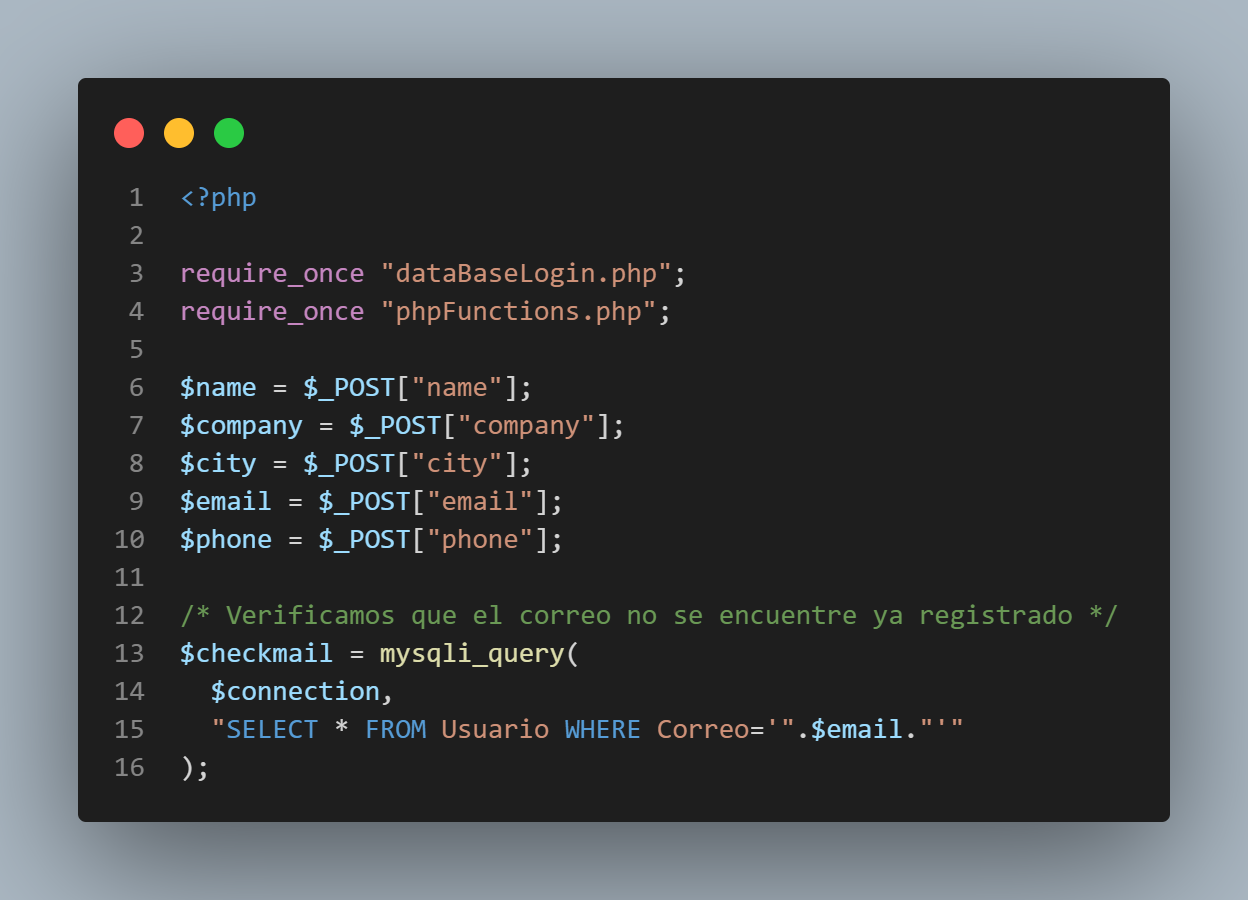 1 <?php
2
3 require_once "dataBaseLogin.php";
4 require_once "phpFunctions.php";
5
6 $name = $_POST["name"];
7 $company = $_POST["company"];
8 $city = $_POST["city"];
9 $email = $_POST["email"];
10 $phone = $_POST["phone"];
11
12 /* Verificamos que el correo no se encuentre ya registrado */
13 $checkmail = mysqli_query(
14   $connection,
15   "SELECT * FROM Usuario WHERE Correo='".$email."'"
16 );